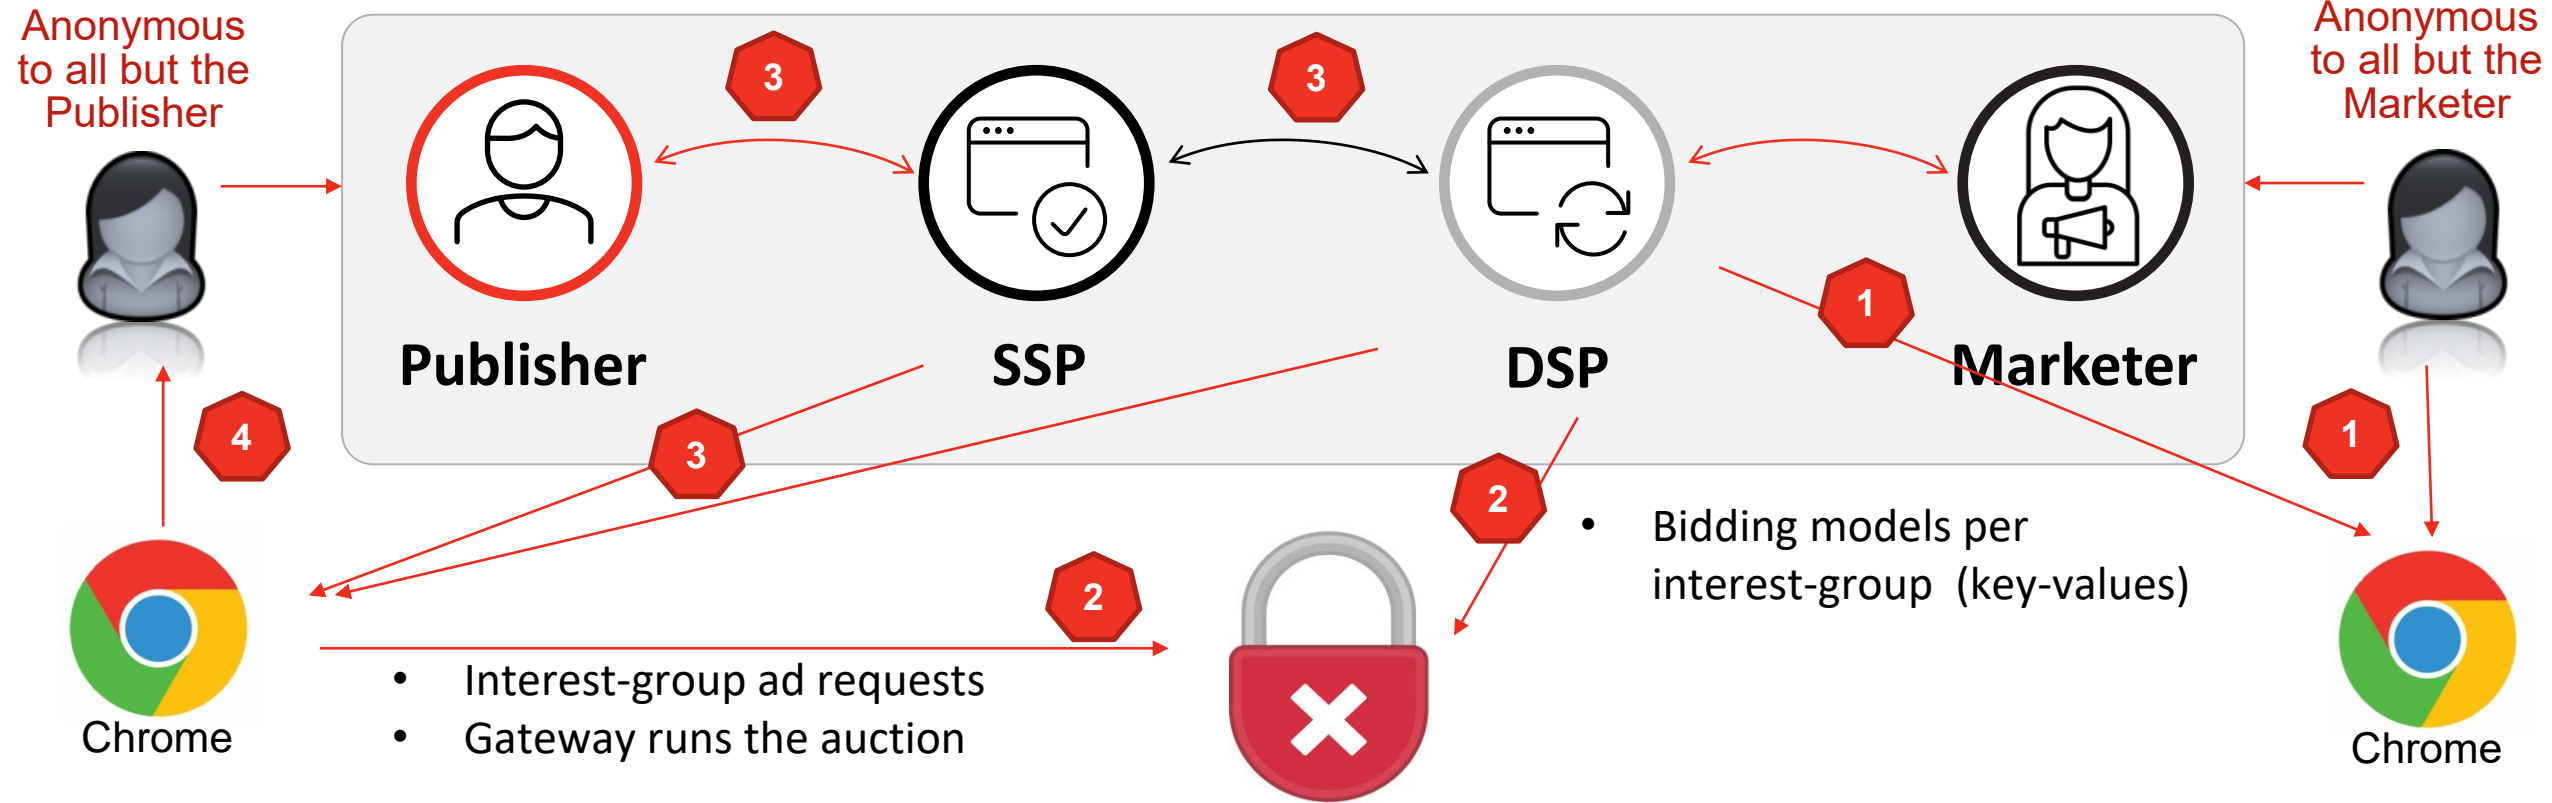 Anonymous
to all but the
Publisher
Anonymous
to all but the
Marketer
3
3
Publisher
SSP
DSP
Marketer
1
1
4
3
2
2
• Bidding models per
interest-group (key-values)
• Interest-group ad requests
• Gateway runs the auction
Chrome
Chrome